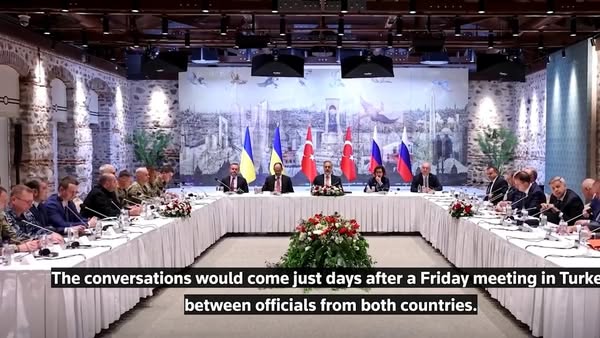 The conversations would come just days after a Friday meeting in Turke
between officials from both countries.